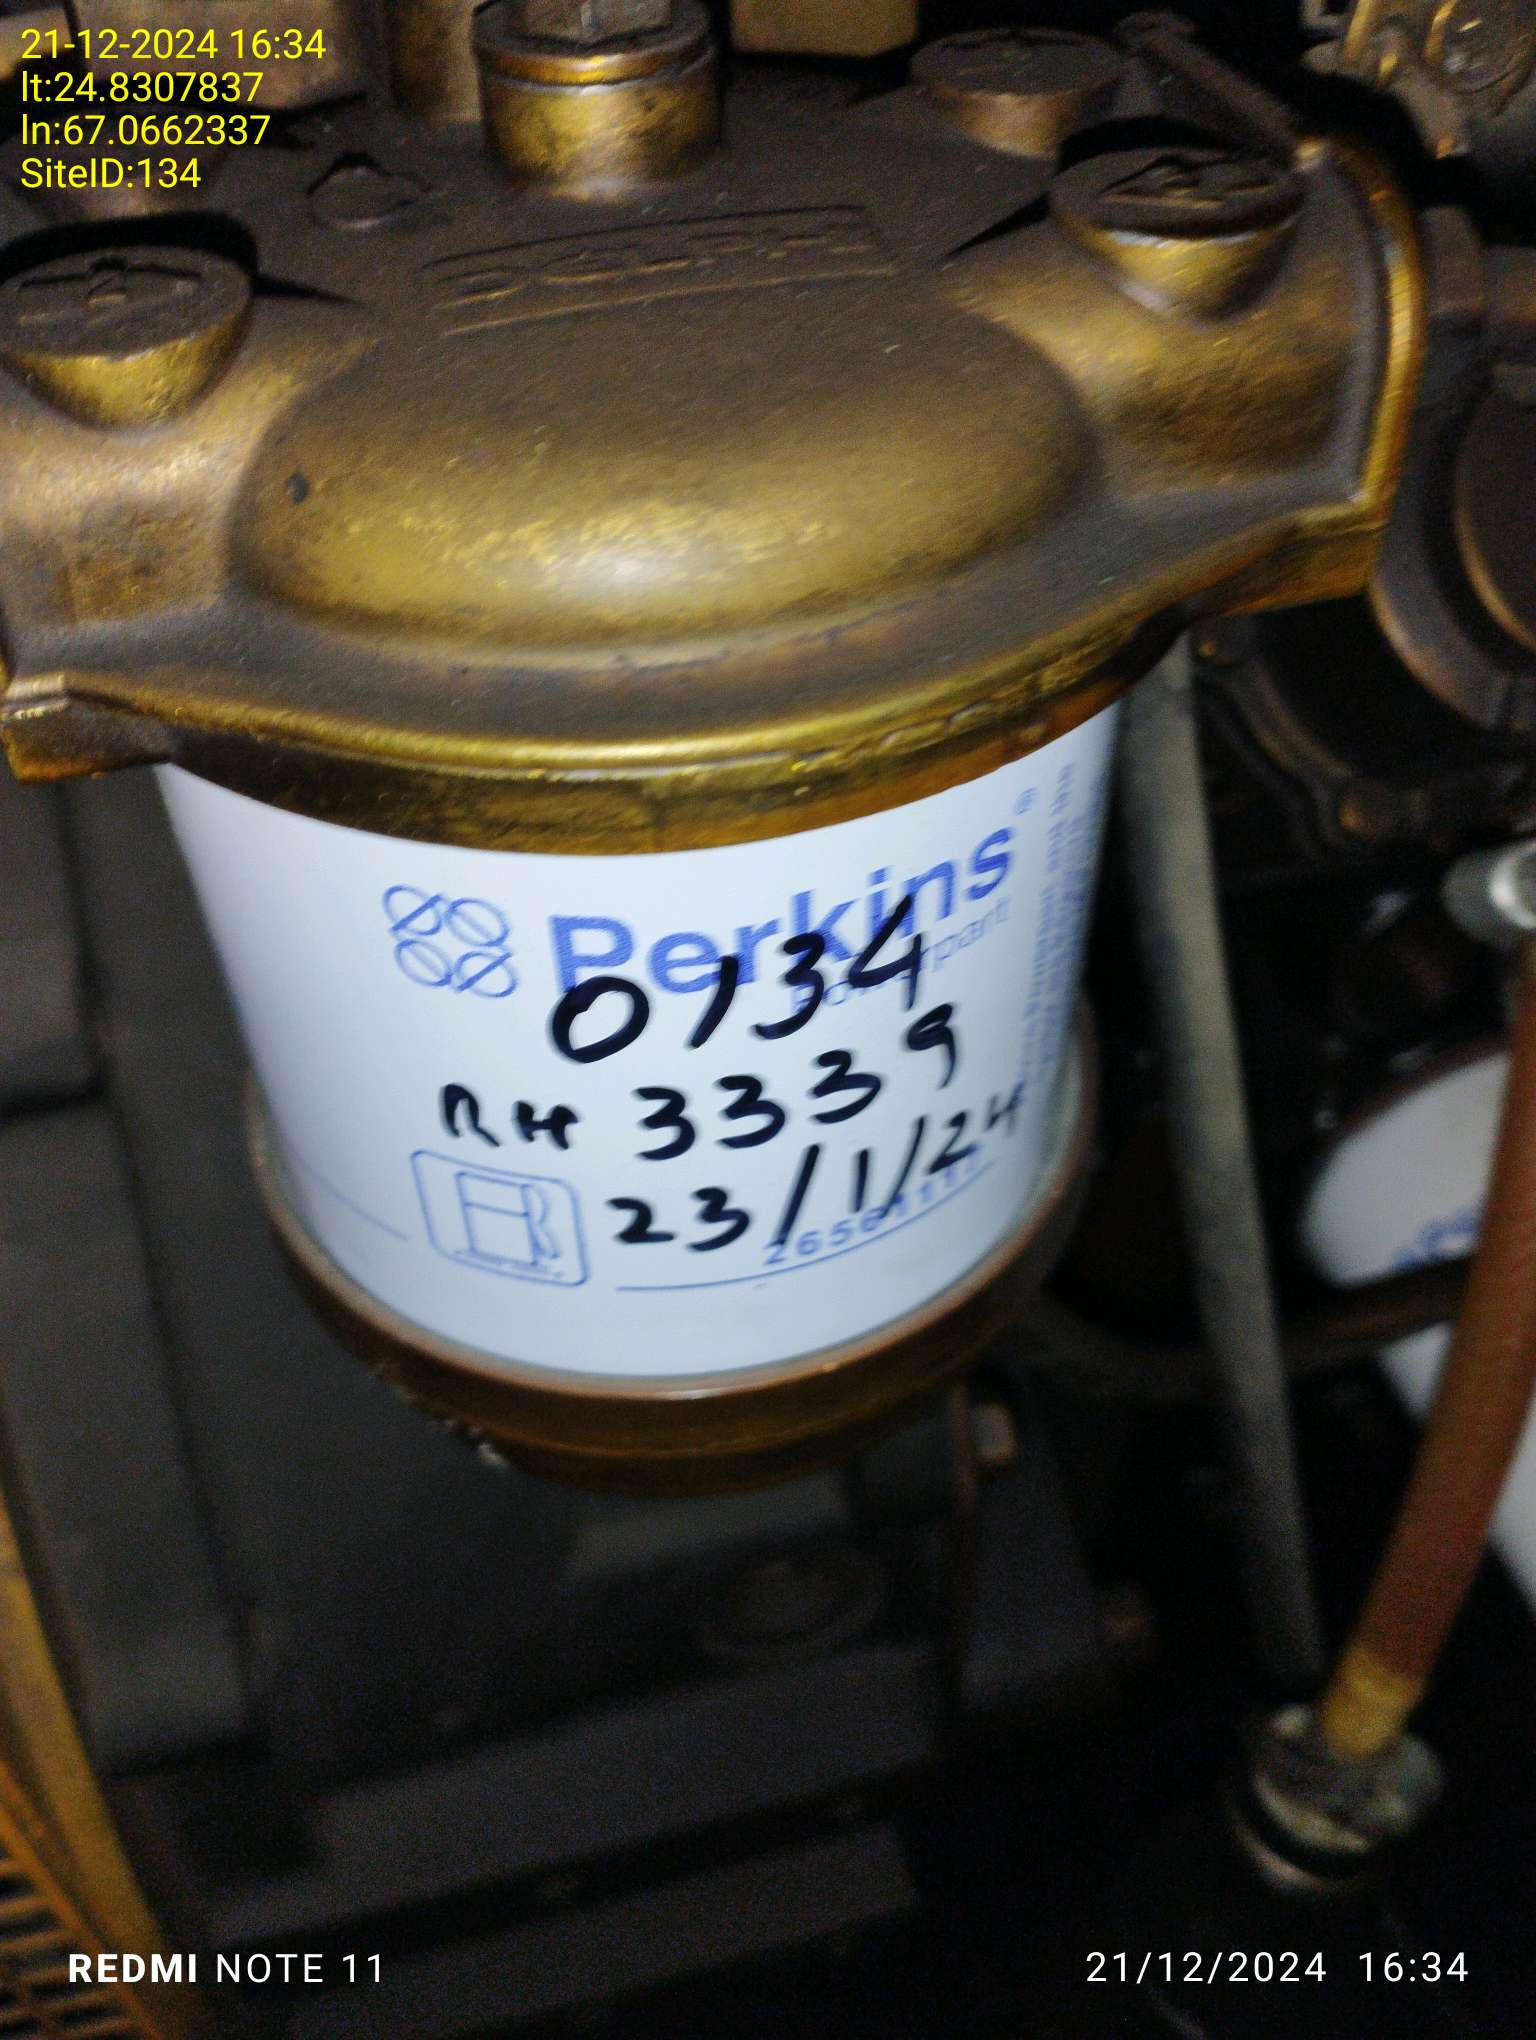 21-12-2024 16:34
lt:24.8307837
ln:67.0662337
SiteID:134
Perkins®
powerpart
0134
RH 3339
23/1/24
REDMI NOTE 11
21/12/2024 16:34